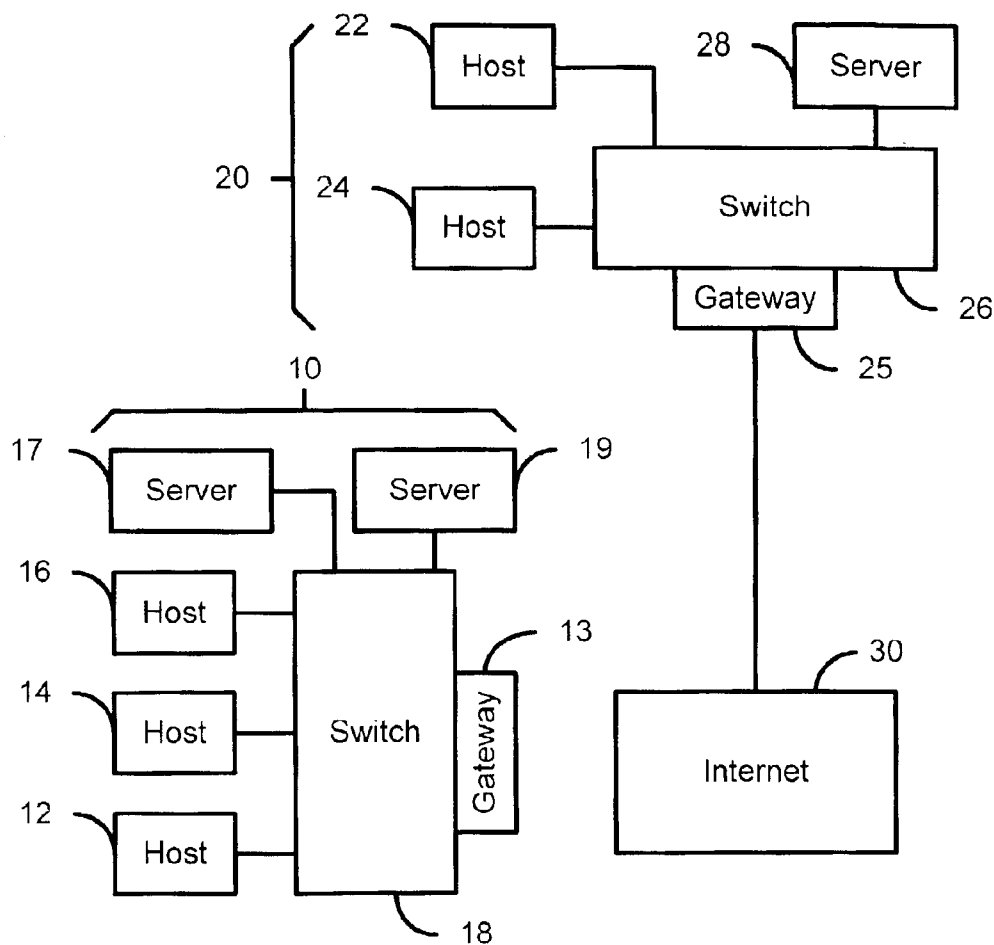 22
Host
28
Server
20
24
Host
Switch
Gateway
26
25
10
17
Server
19
Server
16
Host
13
30
14
Host
Switch
Gateway
Internet
12
Host
18